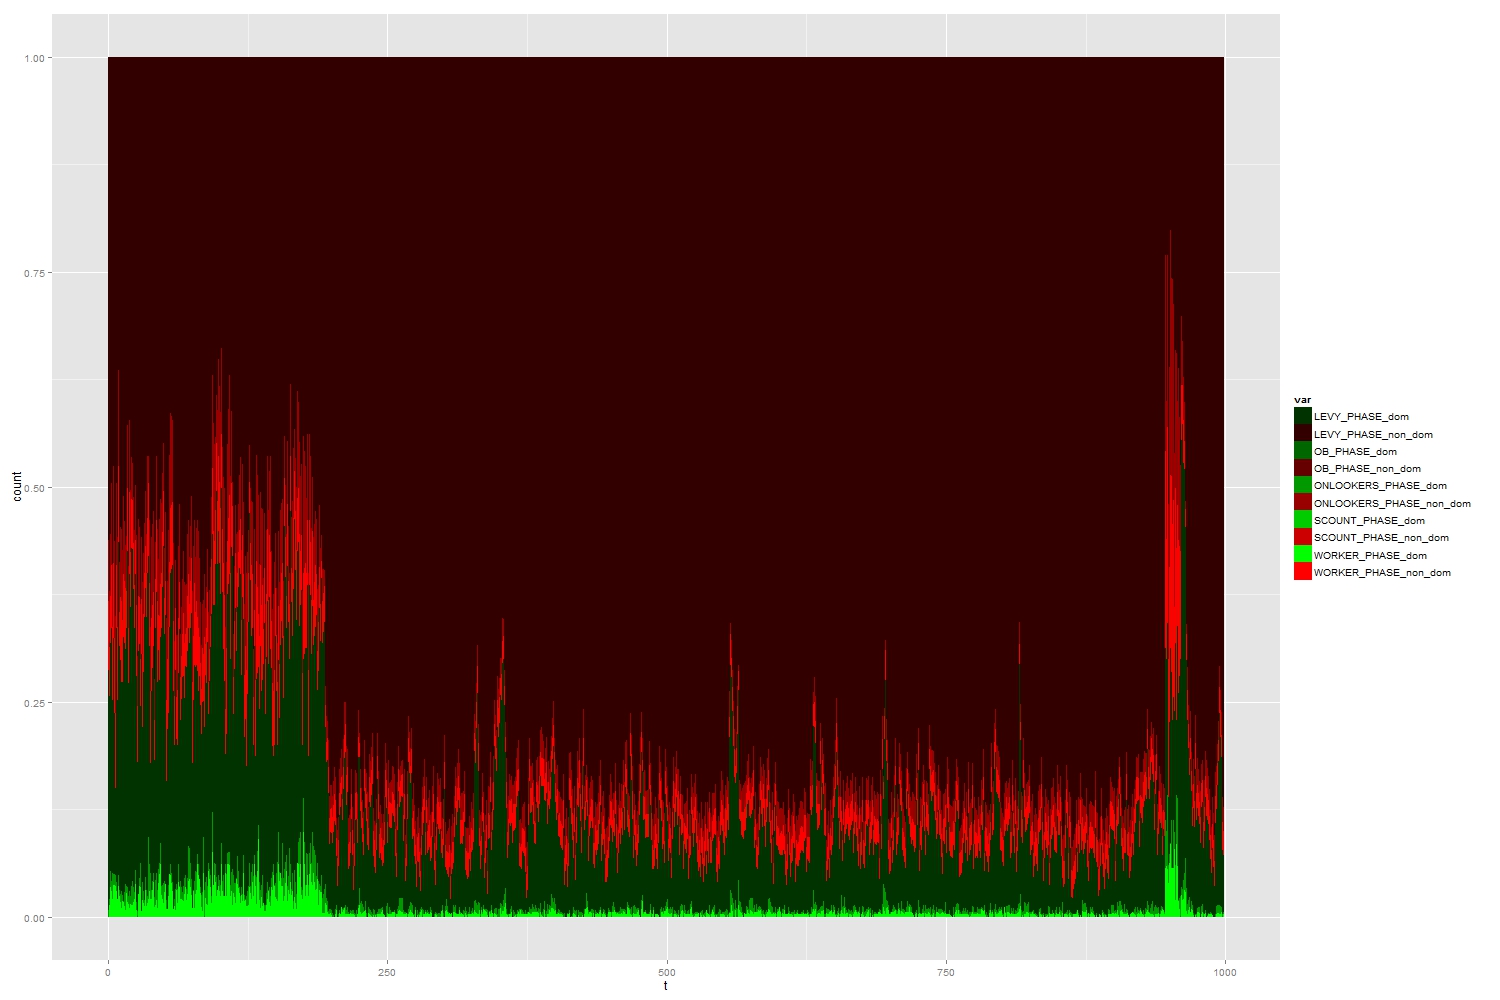 1.00
0.75
0.50
0.25
0.00
count
0
250
500
750
1000
t
var
LEVY_PHASE_dom
LEVY_PHASE_non_dom
OB_PHASE_dom
OB_PHASE_non_dom
ONLOOKERS_PHASE_dom
ONLOOKERS_PHASE_non_dom
SCOUNT_PHASE_dom
SCOUNT_PHASE_non_dom
WORKER_PHASE_dom
WORKER_PHASE_non_dom